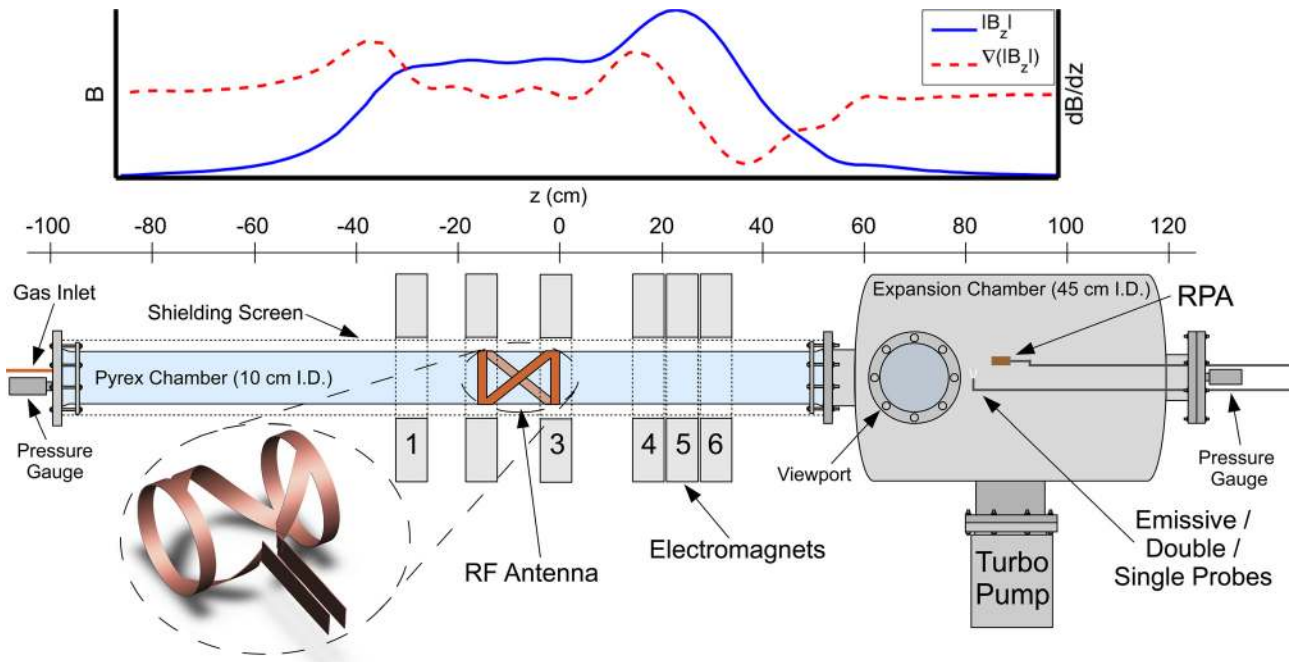 |B_z|
∇(|B_z|)
B
dB/dz
z (cm)
-100 -80 -60 -40 -20 0 20 40 60 80 100 120
Gas Inlet
Shielding Screen
Expansion Chamber (45 cm I.D.)
RPA
Pyrex Chamber (10 cm I.D.)
1 3 4 5 6
Pressure
Gauge
Viewport
Pressure
Gauge
RF Antenna
Electromagnets
Emissive /
Double /
Single Probes
Turbo
Pump